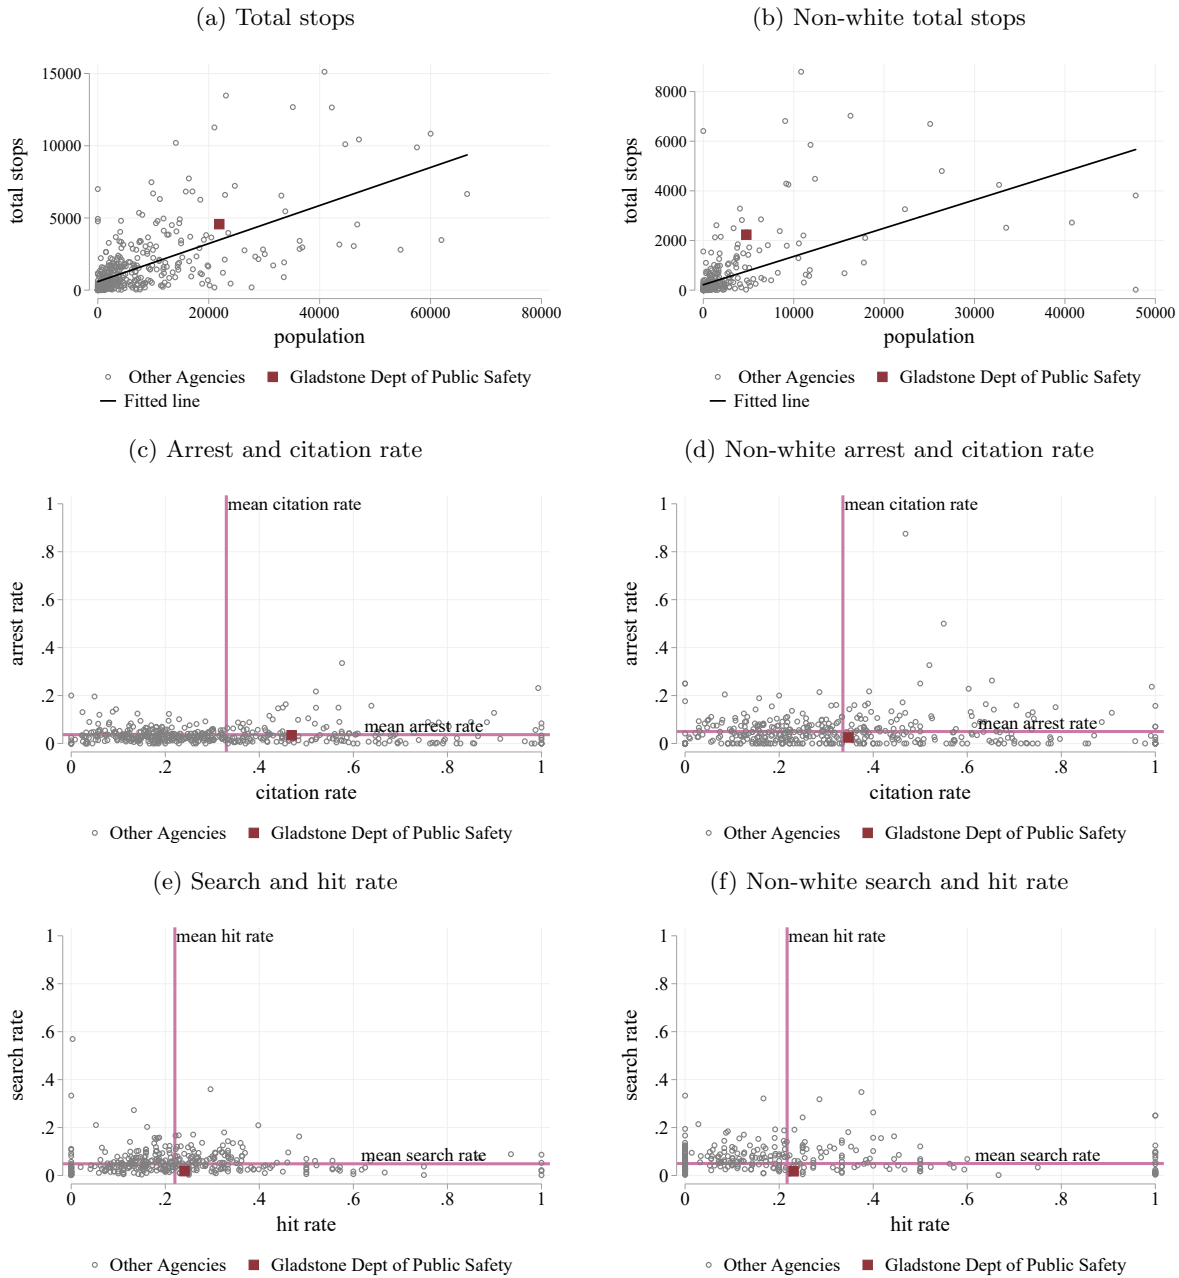 (a) Total stops
(b) Non-white total stops
total stops
15000
10000
5000
0
0 20000 40000 60000 80000
population
Other Agencies Gladstone Dept of Public Safety
Fitted line
total stops
8000
6000
4000
2000
0
0 10000 20000 30000 40000 50000
population
Other Agencies Gladstone Dept of Public Safety
Fitted line
(c) Arrest and citation rate
(d) Non-white arrest and citation rate
arrest rate
1
.8
.6
.4
.2
0
mean citation rate
mean arrest rate
0 .2 .4 .6 .8 1
citation rate
Other Agencies Gladstone Dept of Public Safety
arrest rate
1
.8
.6
.4
.2
0
mean citation rate
mean arrest rate
0 .2 .4 .6 .8 1
citation rate
Other Agencies Gladstone Dept of Public Safety
(e) Search and hit rate
(f) Non-white search and hit rate
search rate
1
.8
.6
.4
.2
0
mean hit rate
mean search rate
0 .2 .4 .6 .8 1
hit rate
Other Agencies Gladstone Dept of Public Safety
search rate
1
.8
.6
.4
.2
0
mean hit rate
mean search rate
0 .2 .4 .6 .8 1
hit rate
Other Agencies Gladstone Dept of Public Safety